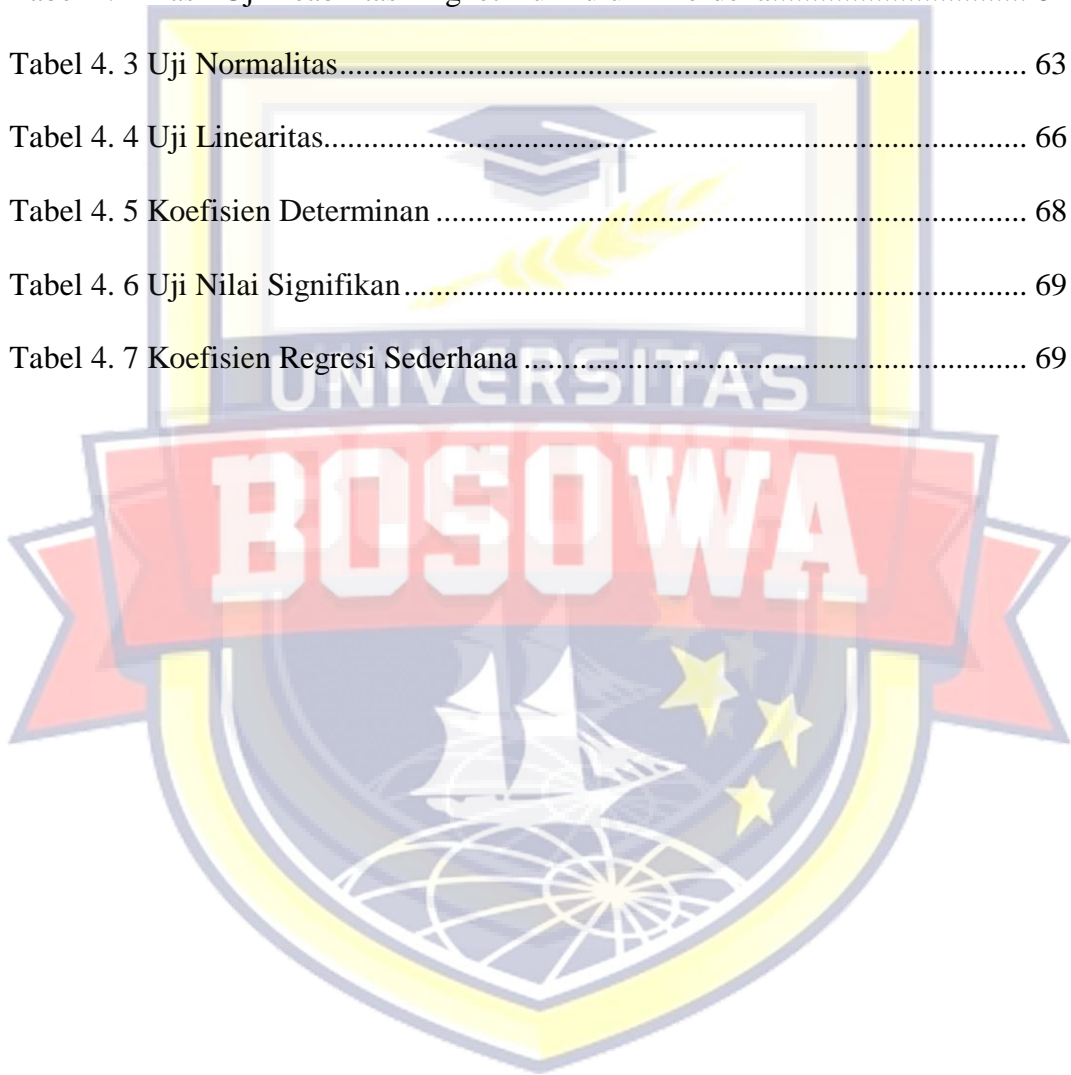 Tabel 4. 3 Uji Normalitas.................................................................................... 63
Tabel 4. 4 Uji Linearitas...................................................................................... 66
Tabel 4. 5 Koefisien Determinan ........................................................................ 68
Tabel 4. 6 Uji Nilai Signifikan............................................................................ 69
Tabel 4. 7 Koefisien Regresi Sederhana ............................................................. 69
UNIVERSITAS
BOSOWA